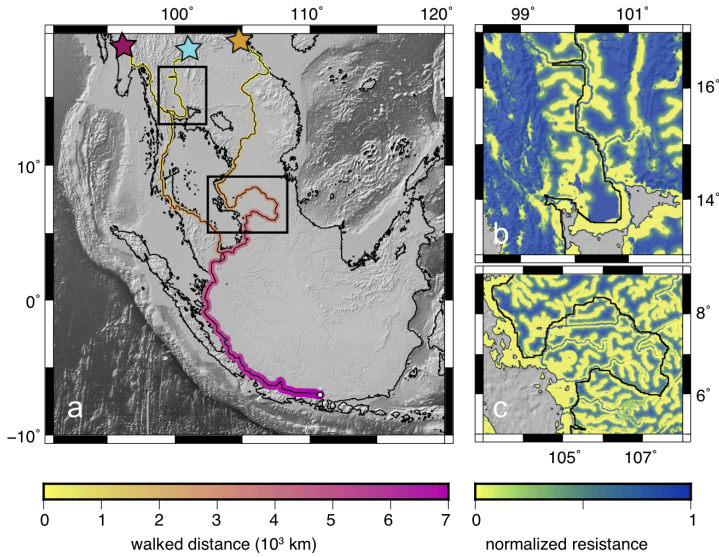 100˚ 110˚ 120˚
99˚ 101˚
16˚
14˚
b
10˚
0˚
−10˚
a
8˚
6˚
c
105˚ 107˚
0 1 2 3 4 5 6 7
walked distance (10³ km)
0 1
normalized resistance